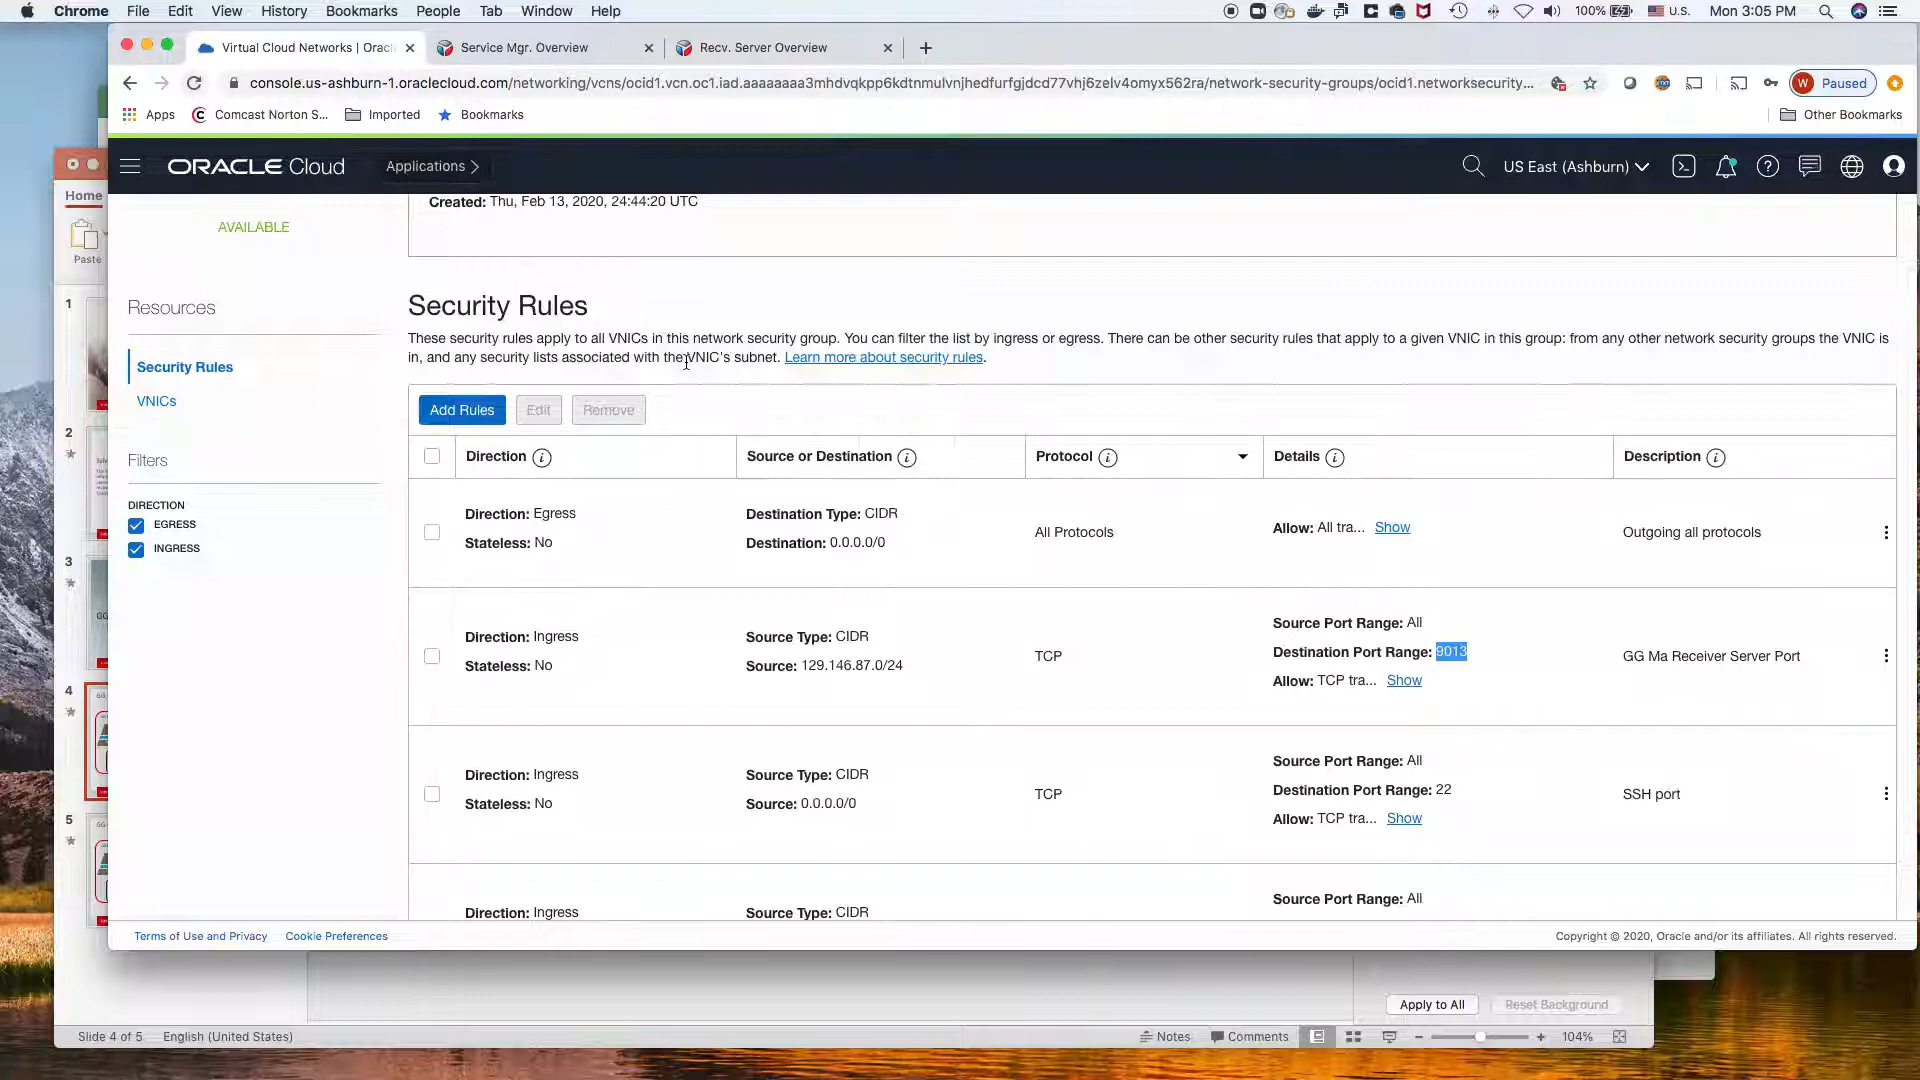 Chrome File Edit View History Bookmarks People Tab Window Help 100% U.S. Mon 3:05 PM
Virtual Cloud Networks | Oracl Service Mgr. Overview Recv. Server Overview
console.us-ashburn-1.oraclecloud.com/networking/vcns/ocid1.vcn.oc1.iad.aaaaaaaa3mhdvqkpp6kdtnmulvnjhedfurfgjdcd77vhj6zelv4omyx562ra/network-security-groups/ocid1.networksecurity... W Paused
Apps Comcast Norton S... Imported Bookmarks Other Bookmarks
ORACLE Cloud Applications US East (Ashburn)
Home
Paste
1
2
3
4
5
Created: Thu, Feb 13, 2020, 24:44:20 UTC
AVAILABLE
Resources
Security Rules
VNICs
Filters
DIRECTION
EGRESS
INGRESS
Security Rules
These security rules apply to all VNICs in this network security group. You can filter the list by ingress or egress. There can be other security rules that apply to a given VNIC in this group: from any other network security groups the VNIC is
in, and any security lists associated with the VNIC's subnet. Learn more about security rules.
Add Rules Edit Remove
Direction Source or Destination Protocol Details Description
Direction: Egress Destination Type: CIDR All Protocols Allow: All tra... Show Outgoing all protocols
Stateless: No Destination: 0.0.0.0/0
Source Port Range: All
Direction: Ingress Source Type: CIDR
TCP Destination Port Range: 9013 GG Ma Receiver Server Port
Stateless: No Source: 129.146.87.0/24
Allow: TCP tra... Show
Source Port Range: All
Direction: Ingress Source Type: CIDR
TCP Destination Port Range: 22 SSH port
Stateless: No Source: 0.0.0.0/0
Allow: TCP tra... Show
Source Port Range: All
Direction: Ingress Source Type: CIDR
Terms of Use and Privacy Cookie Preferences Copyright © 2020, Oracle and/or its affiliates. All rights reserved.
Apply to All Reset Background
Slide 4 of 5 English (United States) Notes Comments 104%